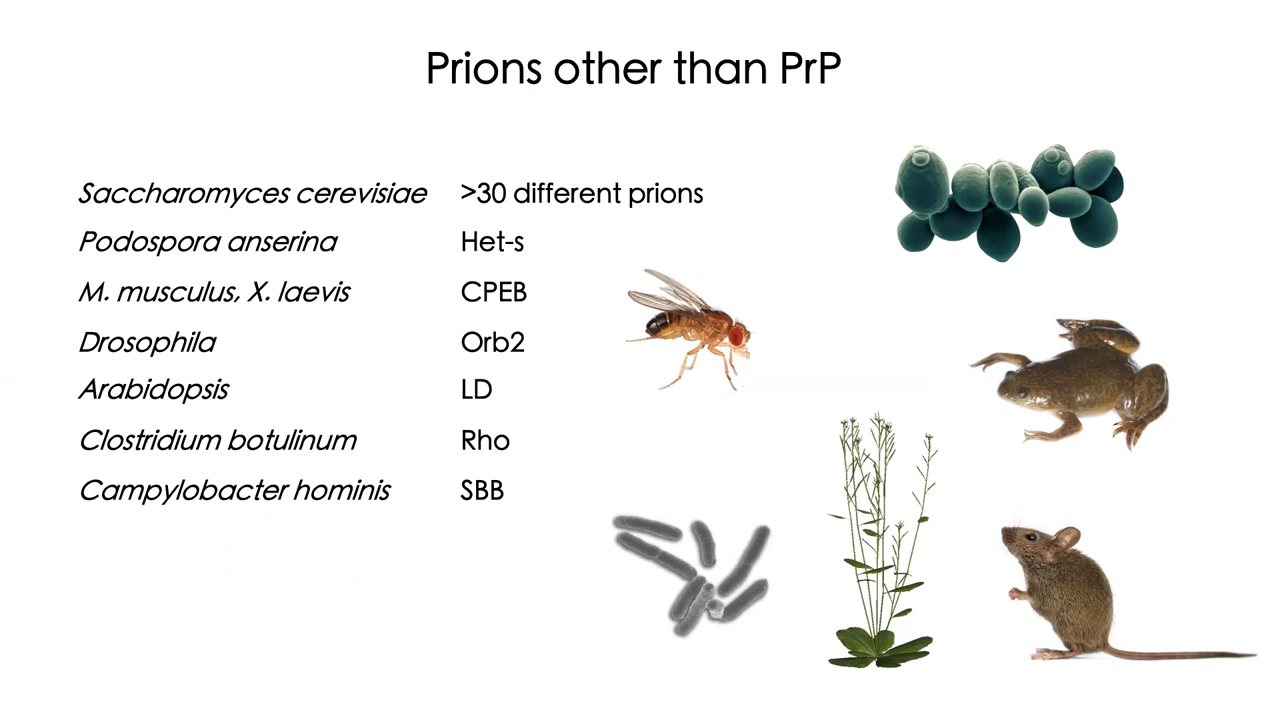 Prions other than PrP
Saccharomyces cerevisiae >30 different prions
Podospora anserina Het-s
M. musculus, X. laevis CPEB
Drosophila Orb2
Arabidopsis LD
Clostridium botulinum Rho
Campylobacter hominis SBB